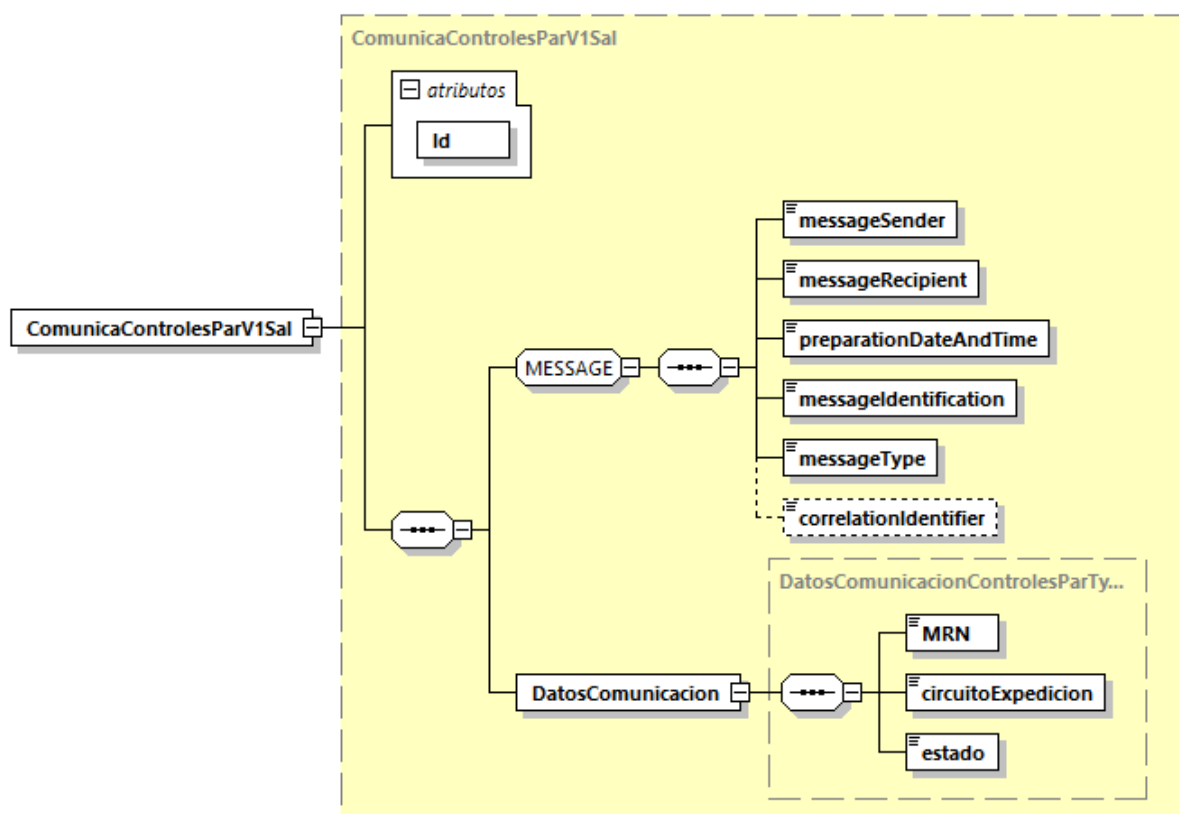 ComunicaControlesParV1Sal
atributos
Id
messageSender
messageRecipient
ComunicaControlesParV1Sal
preparationDateAndTime
MESSAGE
messageIdentification
messageType
correlationIdentifier
DatosComunicacionControlesParTy...
MRN
DatosComunicacion
circuitoExpedicion
estado